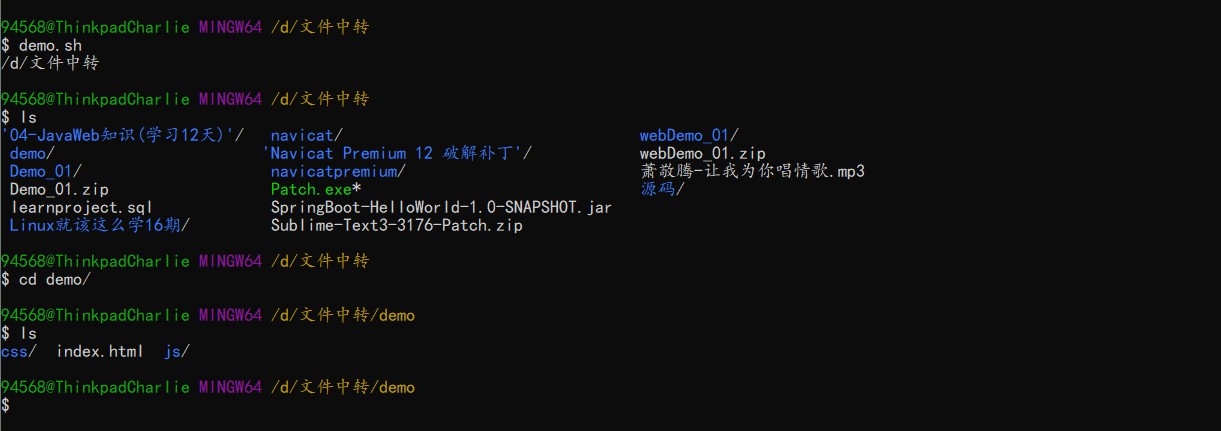 94568@ThinkpadCharlie MINGW64 /d/文件中转
$ demo.sh
/d/文件中转
94568@ThinkpadCharlie MINGW64 /d/文件中转
$ ls
'04-JavaWeb知识(学习12天)'/ navicat/ webDemo_01/
demo/ 'Navicat Premium 12 破解补丁'/ webDemo_01.zip
Demo_01/ navicatpremium/ 萧敬腾-让我为你唱情歌.mp3
Demo_01.zip Patch.exe* 源码/
learnproject.sql SpringBoot-HelloWorld-1.0-SNAPSHOT.jar
Linux就该这么学16期/ Sublime-Text3-3176-Patch.zip
94568@ThinkpadCharlie MINGW64 /d/文件中转
$ cd demo/
94568@ThinkpadCharlie MINGW64 /d/文件中转/demo
$ ls
css/ index.html js/
94568@ThinkpadCharlie MINGW64 /d/文件中转/demo
$